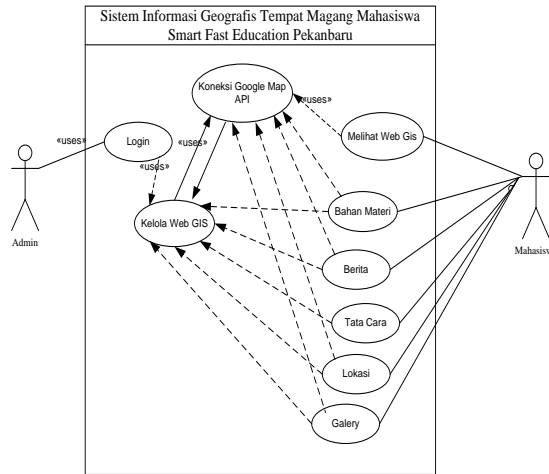 Sistem Informasi Geografis Tempat Magang Mahasiswa
Smart Fast Education Pekanbaru
Koneksi Google Map
API
«uses»
«uses»
Login
«uses»
«uses»
Melihat Web Gis
Admin
Kelola Web GIS
Bahan Materi
Mahasisw
Berita
Tata Cara
Lokasi
Galery